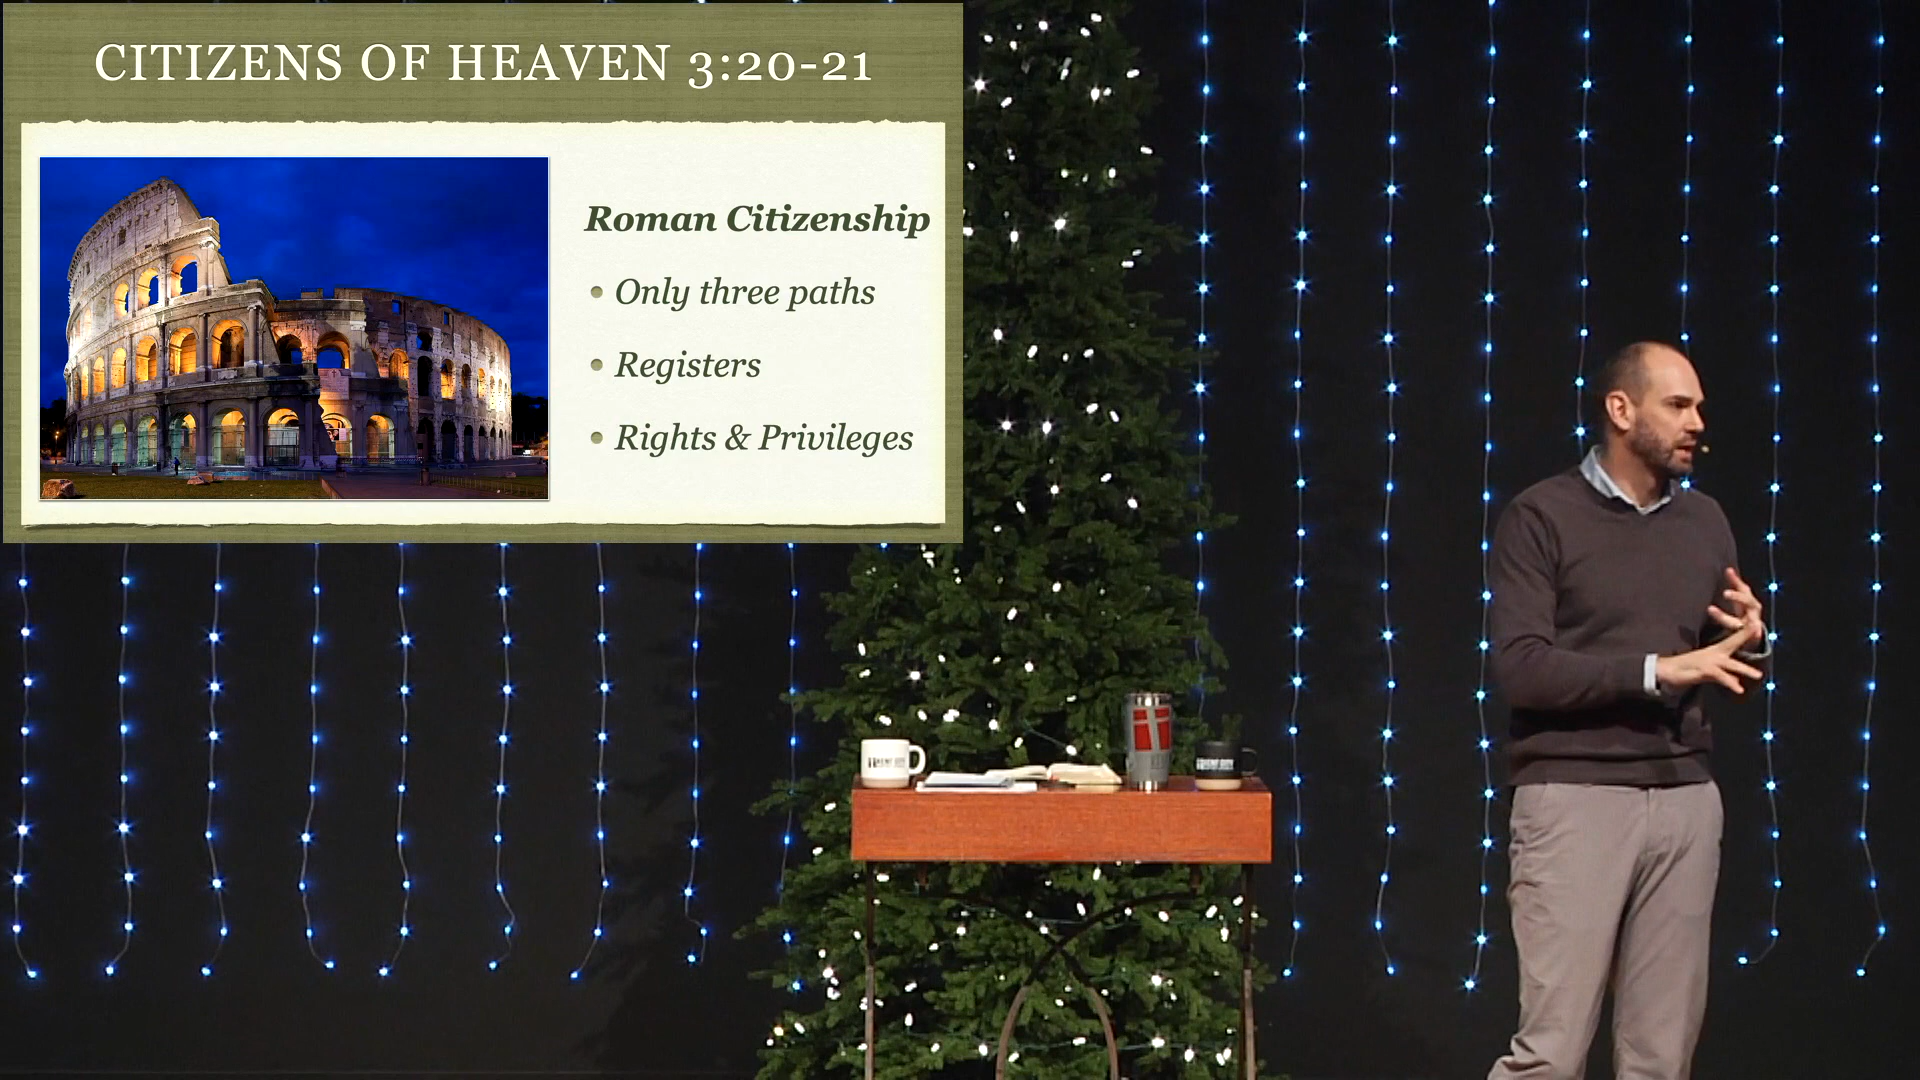 CITIZENS OF HEAVEN 3:20-21
Roman Citizenship
• Only three paths
• Registers
• Rights & Privileges